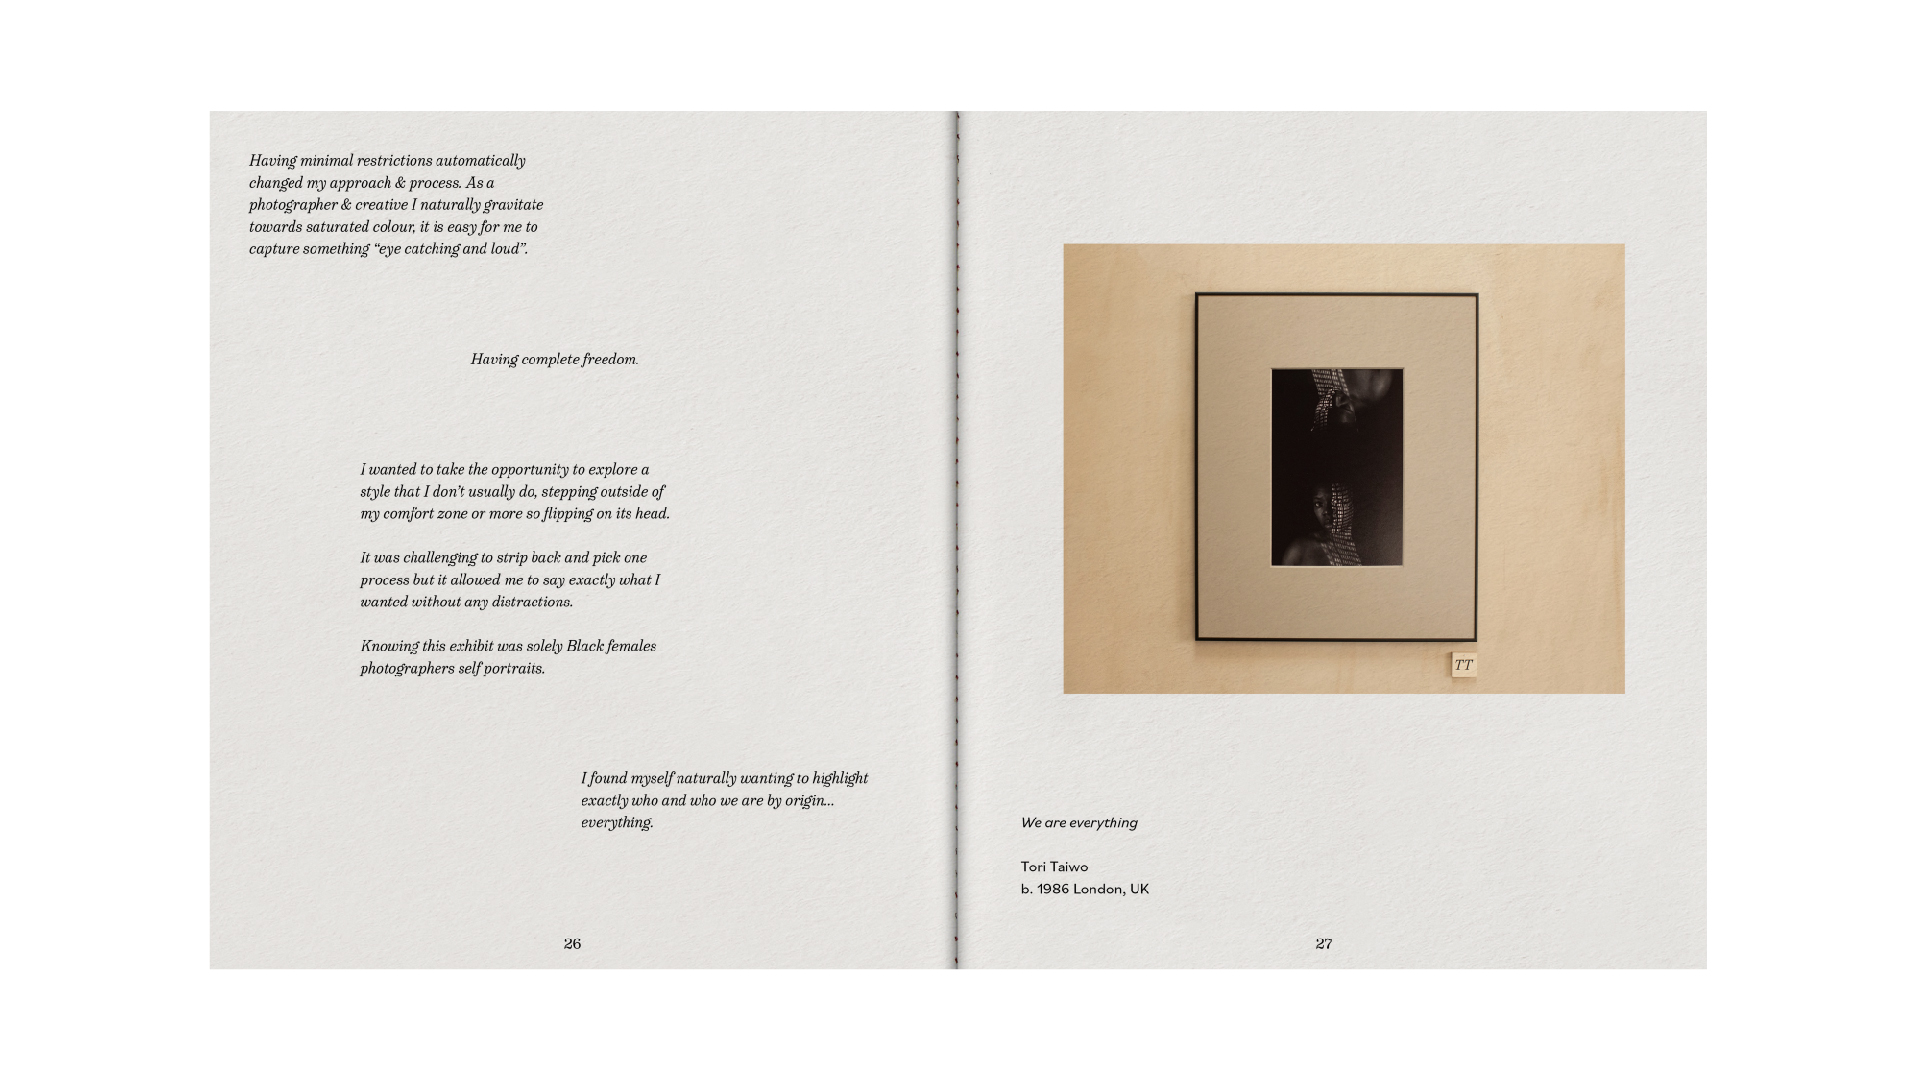 Having minimal restrictions automatically
changed my approach & process. As a
photographer & creative I naturally gravitate
towards saturated colour, it is easy for me to
capture something “eye catching and loud”.
Having complete freedom.
I wanted to take the opportunity to explore a
style that I don’t usually do, stepping outside of
my comfort zone or more so flipping on its head.
It was challenging to strip back and pick one
process but it allowed me to say exactly what I
wanted without any distractions.
Knowing this exhibit was solely Black females
photographers self portraits.
I found myself naturally wanting to highlight
exactly who and who we are by origin...
everything.
26
TT
We are everything
Tori Taiwo
b. 1986 London, UK
27